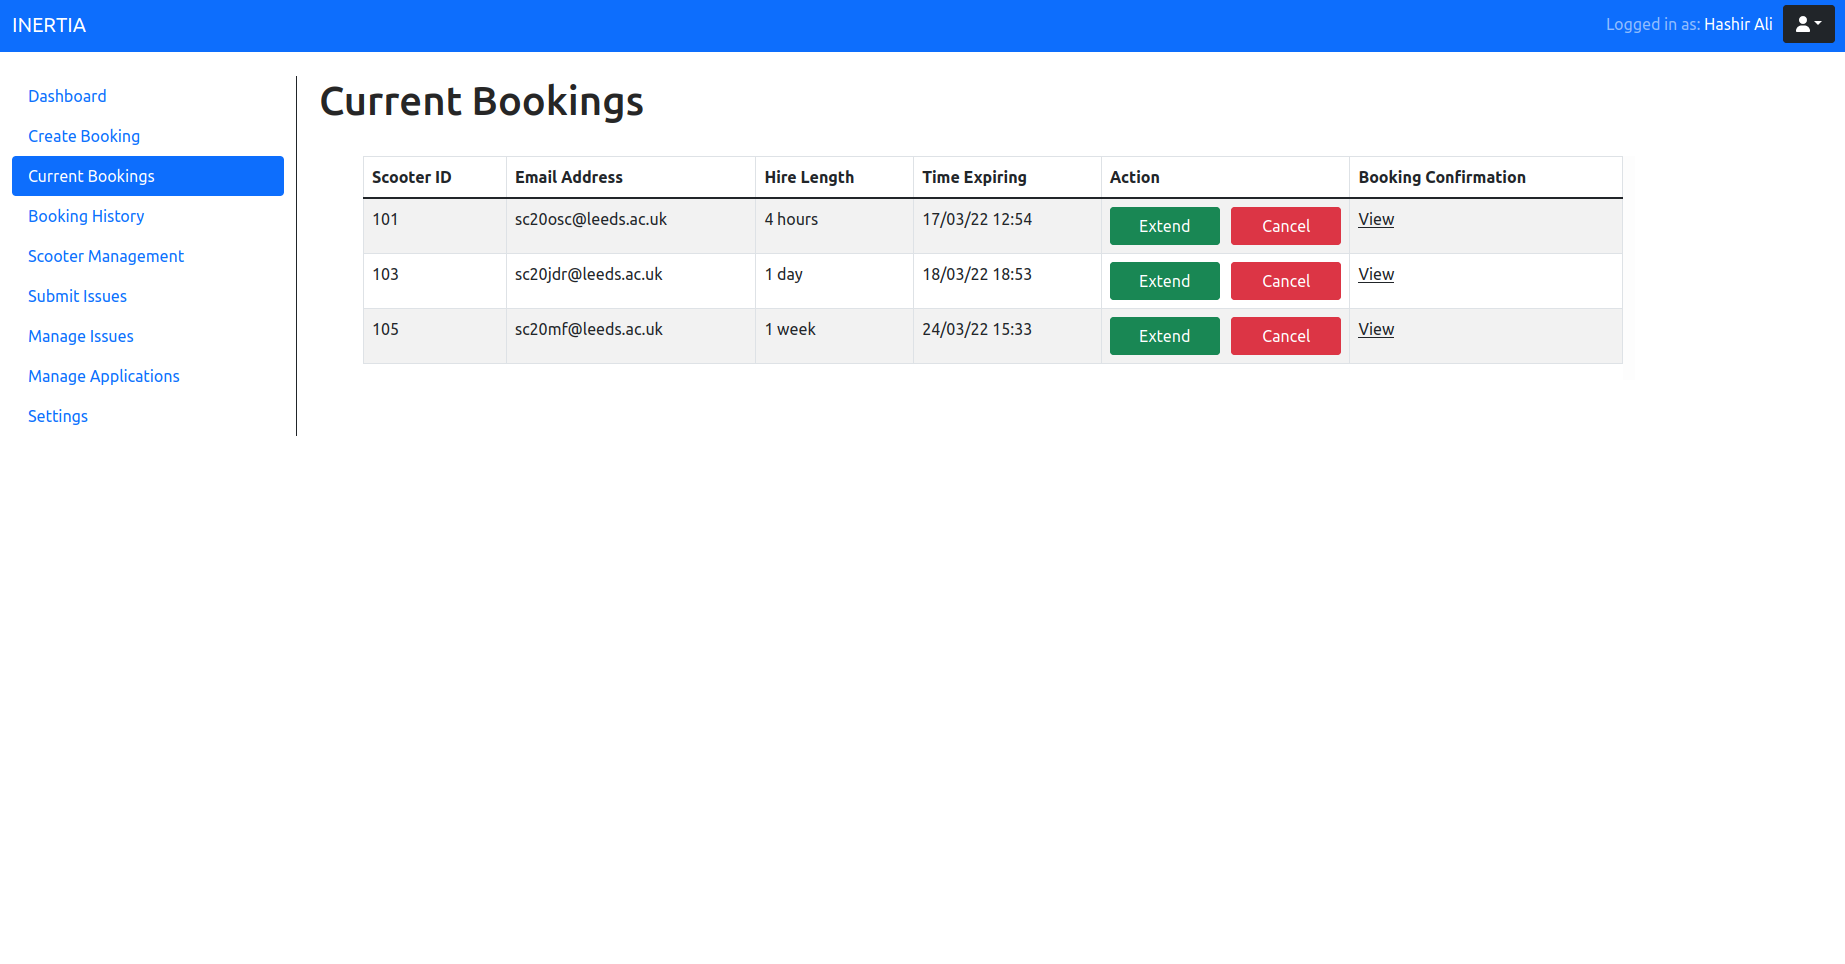 INERTIA
Logged in as: Hashir Ali
Dashboard
Create Booking
Current Bookings
Booking History
Scooter Management
Submit Issues
Manage Issues
Manage Applications
Settings
Current Bookings
Scooter ID Email Address Hire Length Time Expiring Action Booking Confirmation
101 sc20osc@leeds.ac.uk 4 hours 17/03/22 12:54 Extend Cancel View
103 sc20jdr@leeds.ac.uk 1 day 18/03/22 18:53 Extend Cancel View
105 sc20mf@leeds.ac.uk 1 week 24/03/22 15:33 Extend Cancel View